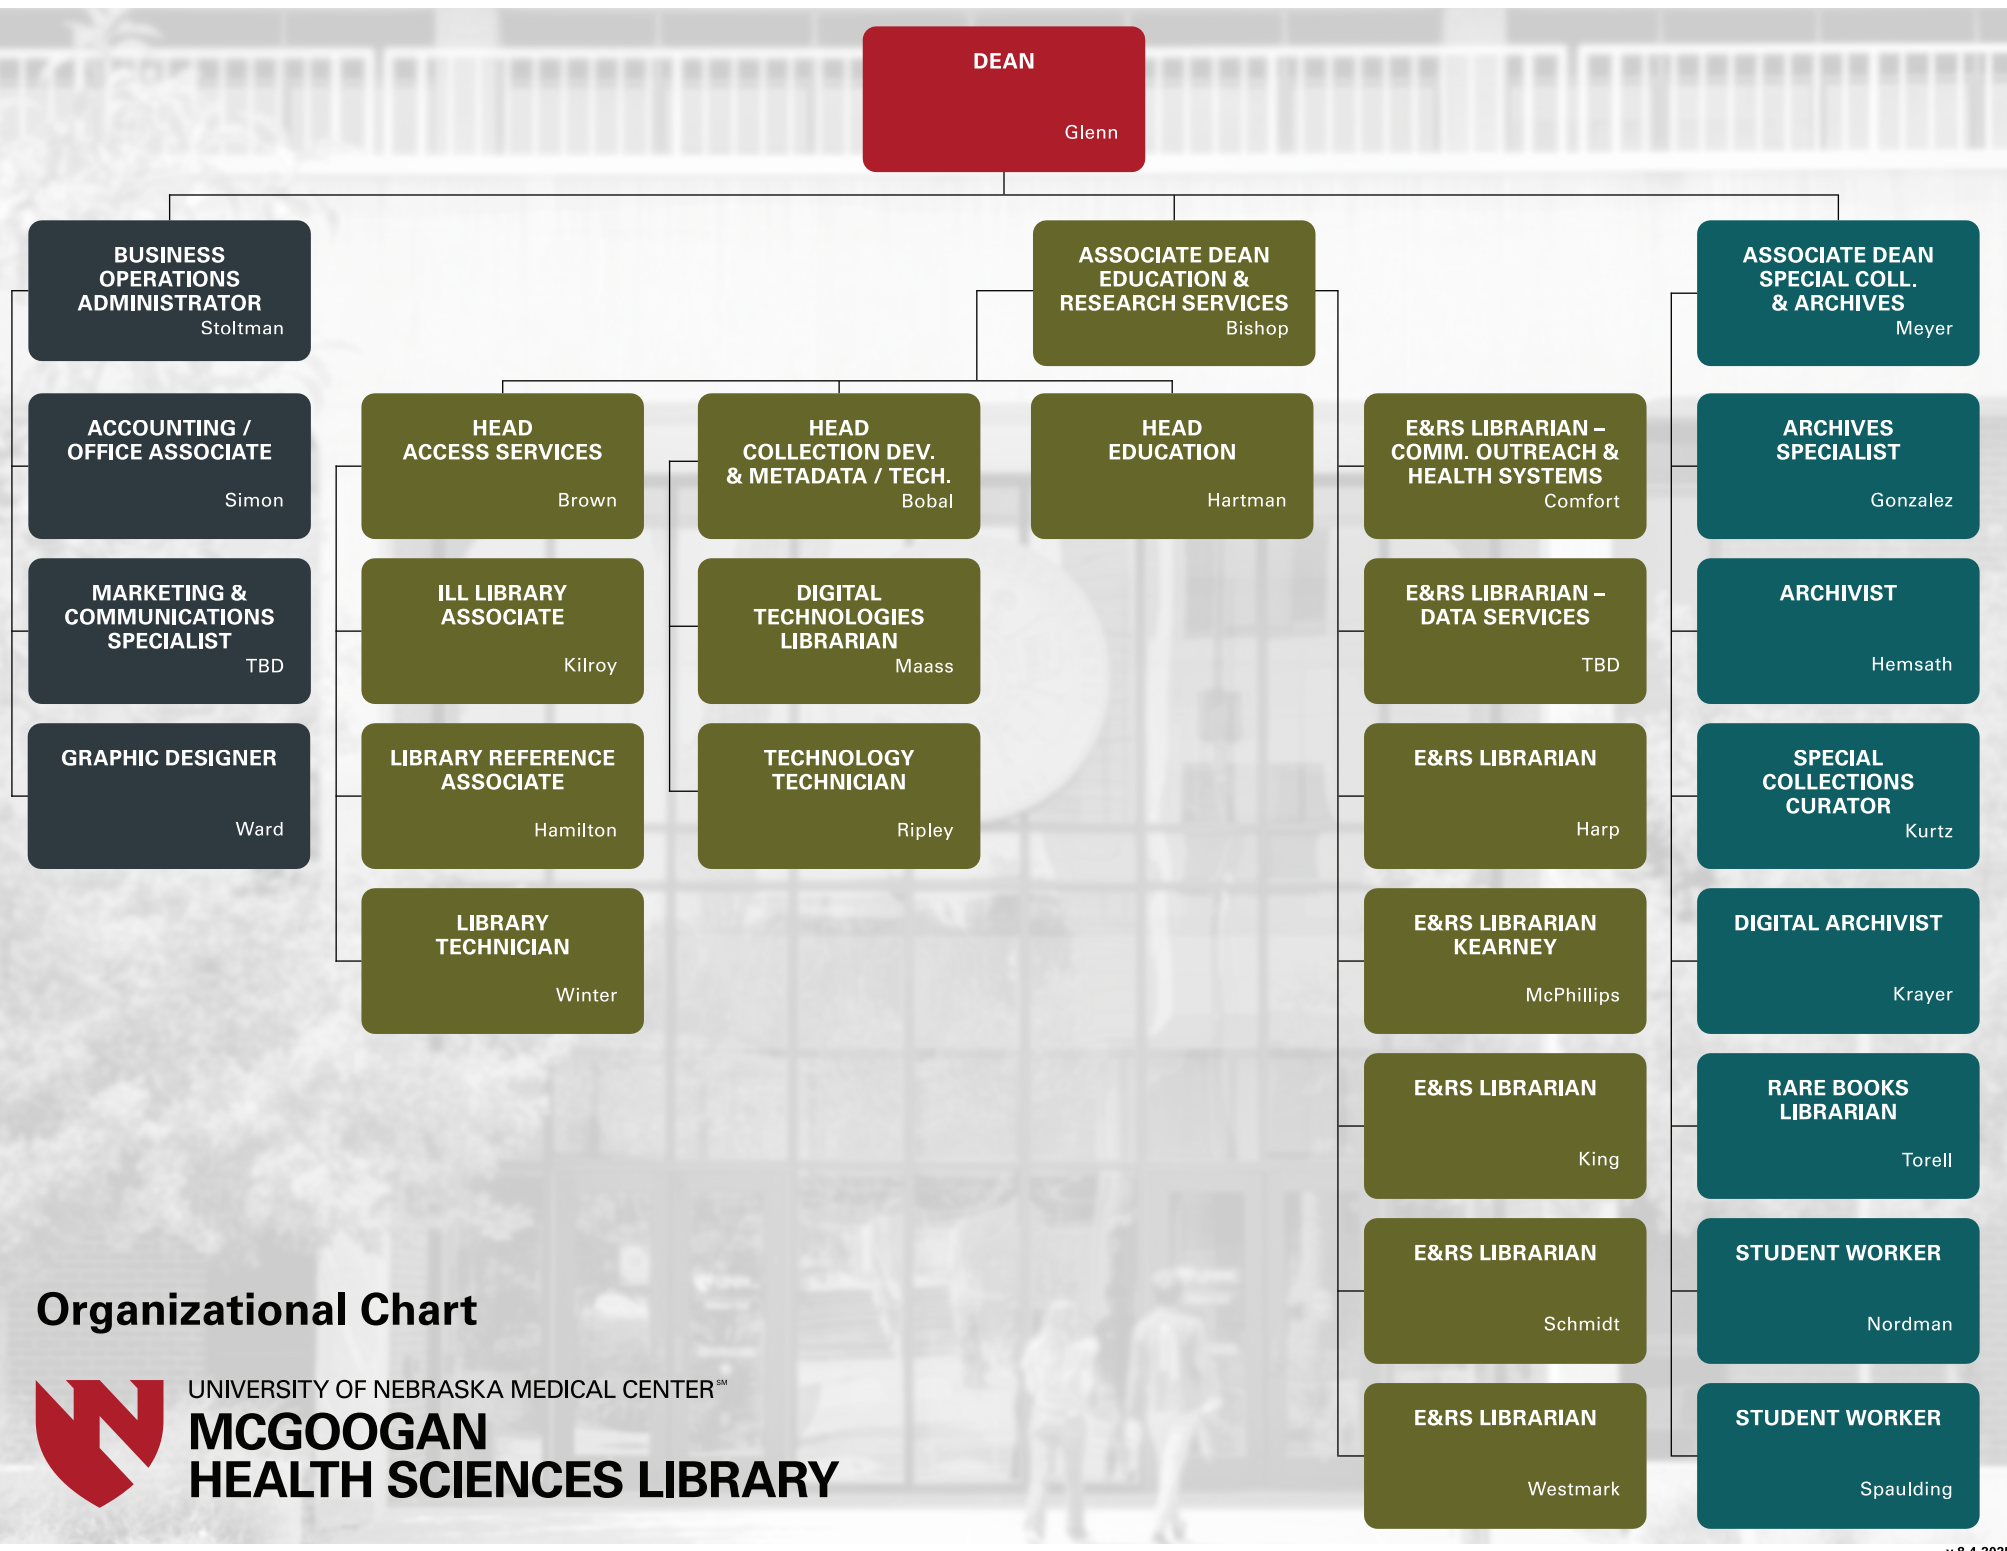 DEAN
Glenn
BUSINESS
OPERATIONS
ADMINISTRATOR
Stoltman
ASSOCIATE DEAN
EDUCATION &
RESEARCH SERVICES
Bishop
ASSOCIATE DEAN
SPECIAL COLL.
& ARCHIVES
Meyer
ACCOUNTING /
OFFICE ASSOCIATE
Simon
HEAD
ACCESS SERVICES
Brown
HEAD
COLLECTION DEV.
& METADATA / TECH.
Bobal
HEAD
EDUCATION
Hartman
E&RS LIBRARIAN –
COMM. OUTREACH &
HEALTH SYSTEMS
Comfort
ARCHIVES
SPECIALIST
Gonzalez
MARKETING &
COMMUNICATIONS
SPECIALIST
TBD
ILL LIBRARY
ASSOCIATE
Kilroy
DIGITAL
TECHNOLOGIES
LIBRARIAN
Maass
E&RS LIBRARIAN –
DATA SERVICES
TBD
ARCHIVIST
Hemsath
GRAPHIC DESIGNER
Ward
LIBRARY REFERENCE
ASSOCIATE
Hamilton
TECHNOLOGY
TECHNICIAN
Ripley
E&RS LIBRARIAN
Harp
SPECIAL
COLLECTIONS
CURATOR
Kurtz
LIBRARY
TECHNICIAN
Winter
E&RS LIBRARIAN
KEARNEY
McPhillips
DIGITAL ARCHIVIST
Krayer
E&RS LIBRARIAN
King
RARE BOOKS
LIBRARIAN
Torell
E&RS LIBRARIAN
Schmidt
STUDENT WORKER
Nordman
E&RS LIBRARIAN
Westmark
STUDENT WORKER
Spaulding
Organizational Chart
UNIVERSITY OF NEBRASKA MEDICAL CENTER℠
MCGOOGAN
HEALTH SCIENCES LIBRARY